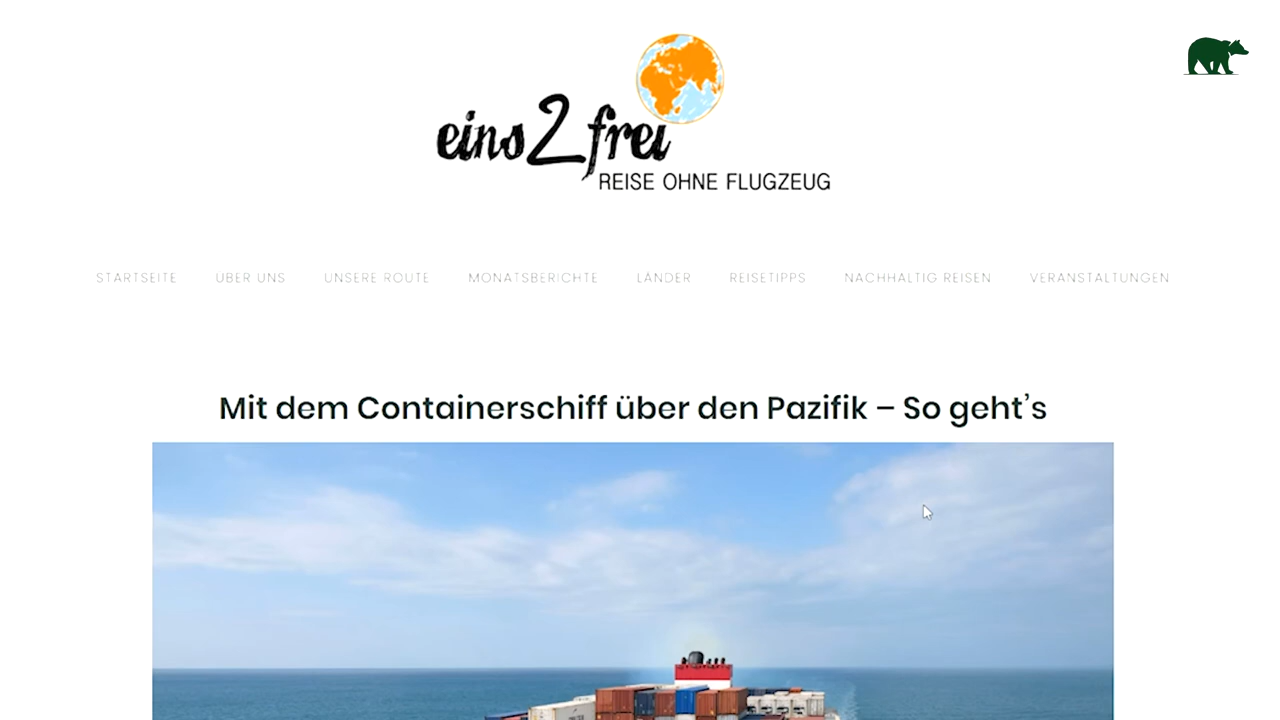 eins2frei
REISE OHNE FLUGZEUG
STARTSEITE ÜBER UNS UNSERE ROUTE MONATSBERICHTE LÄNDER REISETIPPS NACHHALTIG REISEN VERANSTALTUNGEN
Mit dem Containerschiff über den Pazifik – So geht’s